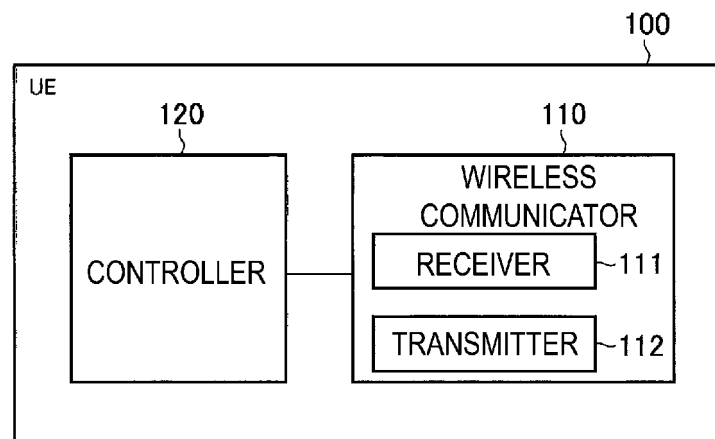 100
UE
120
110
WIRELESS
COMMUNICATOR
CONTROLLER
RECEIVER
111
TRANSMITTER
112